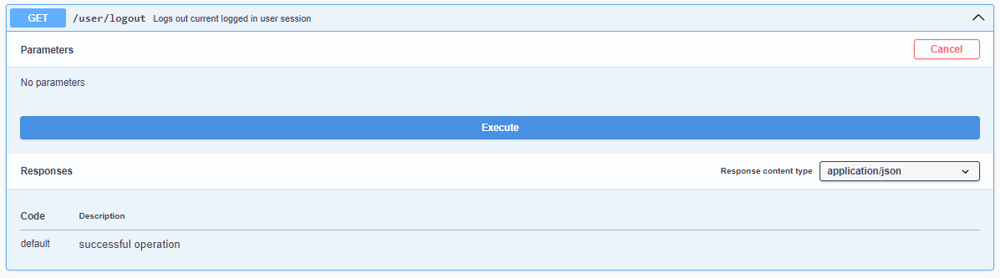 GET /user/logout Logs out current logged in user session
Parameters Cancel
No parameters
Execute
Responses Response content type application/json
Code Description
default successful operation